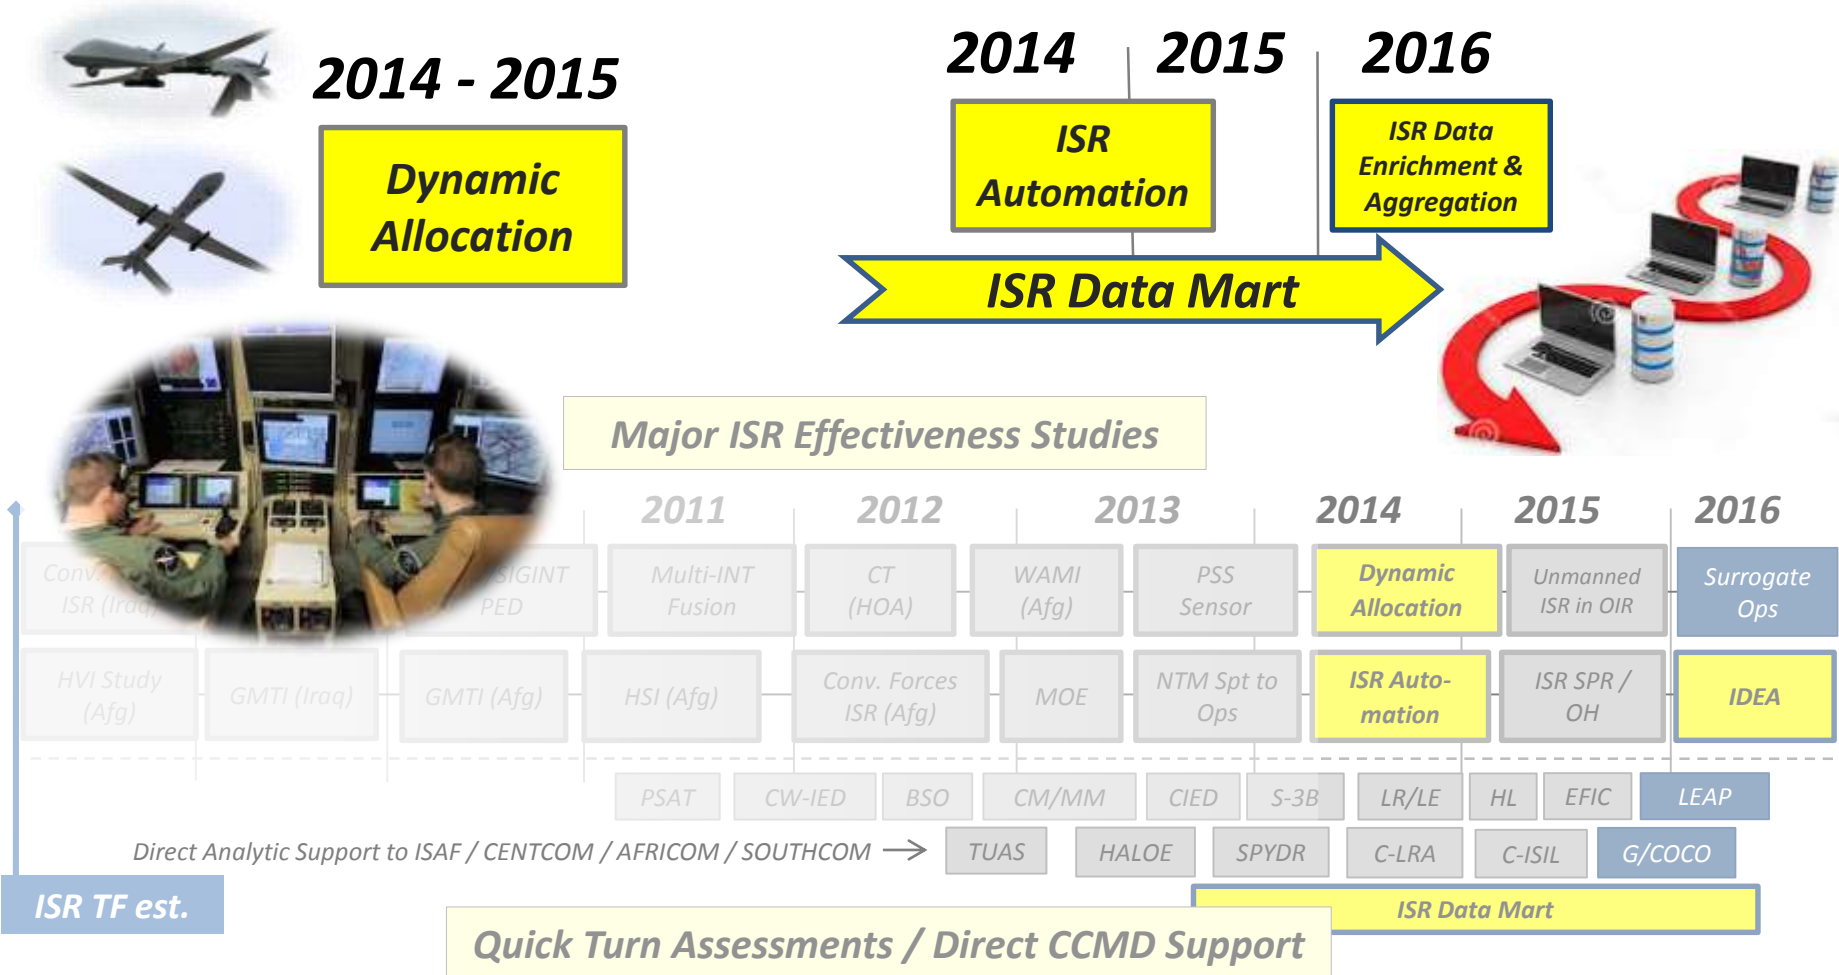 2014 - 2015
Dynamic
Allocation
2014
2015
2016
ISR
Automation
ISR Data
Enrichment &
Aggregation
ISR Data Mart
Major ISR Effectiveness Studies
2011
2012
2013
2014
2015
2016
Conv.
ISR (Iraq)
SIGINT
PED
Multi-INT
Fusion
CT
(HOA)
WAMI
(Afg)
PSS
Sensor
Dynamic
Allocation
Unmanned
ISR in OIR
Surrogate
Ops
HVI Study
(Afg)
GMTI (Iraq)
GMTI (Afg)
HSI (Afg)
Conv. Forces
ISR (Afg)
MOE
NTM Spt to
Ops
ISR Auto-
mation
ISR SPR /
OH
IDEA
PSAT
CW-IED
BSO
CM/MM
CIED
S-3B
LR/LE
HL
EFIC
LEAP
Direct Analytic Support to ISAF / CENTCOM / AFRICOM / SOUTHCOM
TUAS
HALOE
SPYDR
C-LRA
C-ISIL
G/COCO
ISR TF est.
ISR Data Mart
Quick Turn Assessments / Direct CCMD Support